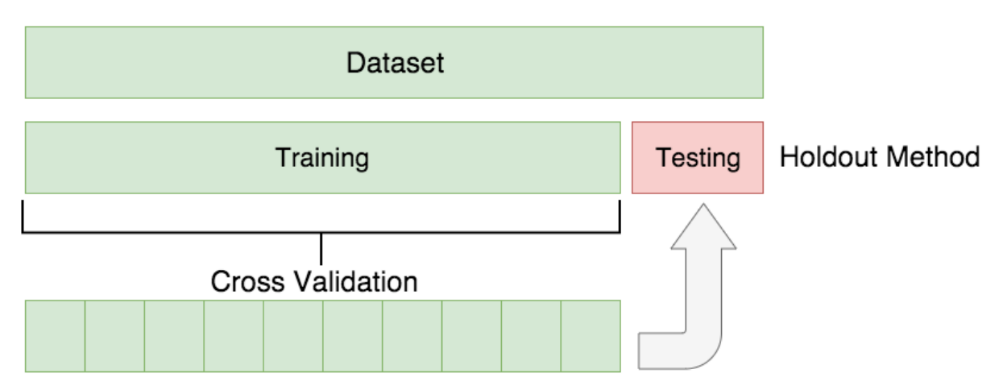 Dataset
Training
Testing
Holdout Method
Cross Validation